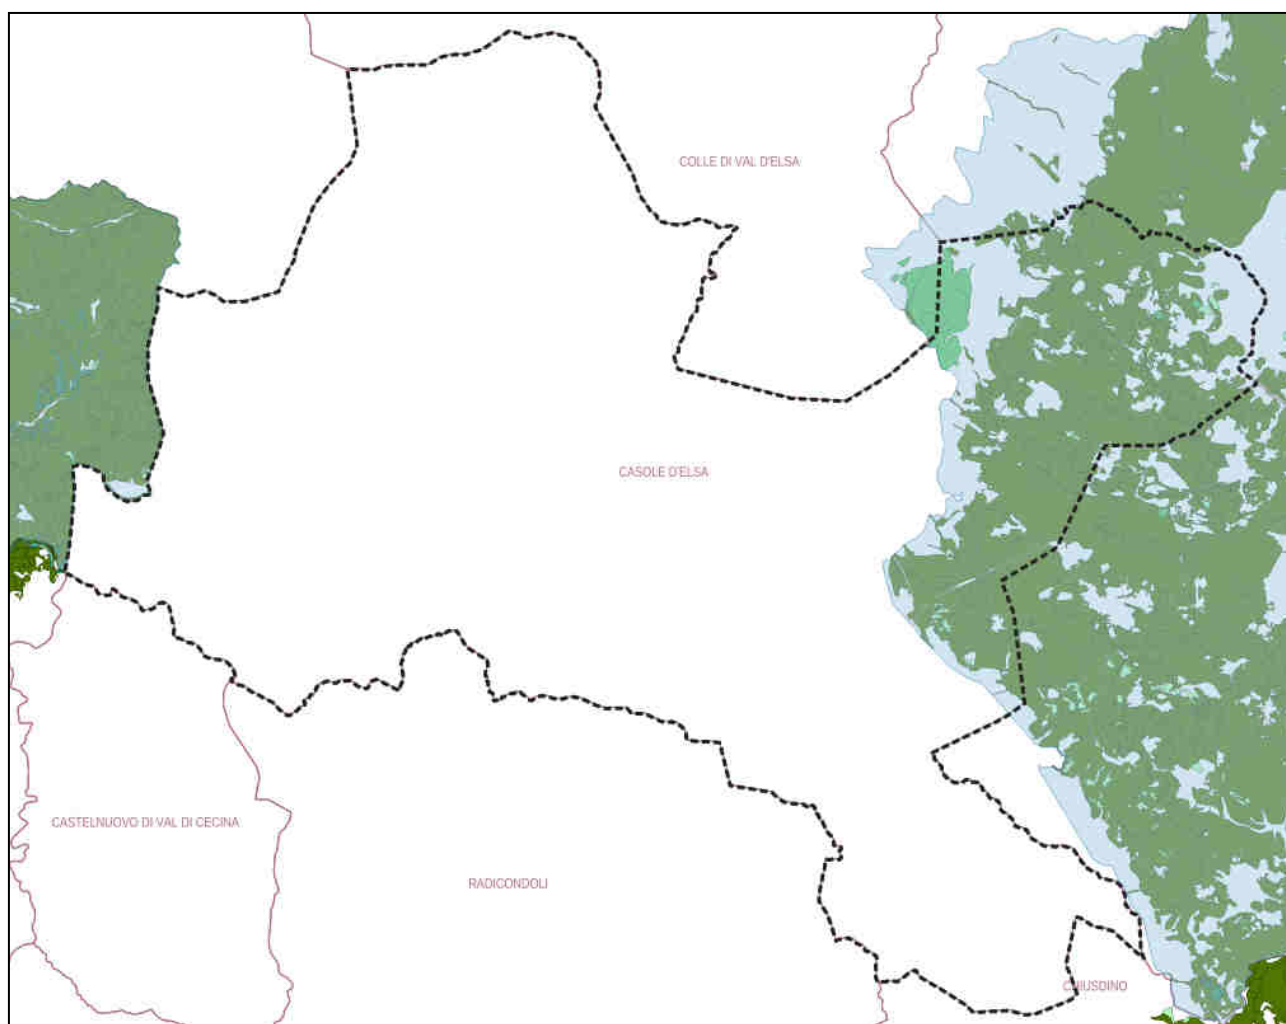 COLLE DI VAL D'ELSA
CASOLE D'ELSA
CASTELNUOVO DI VAL DI CECINA
RADICONDOLI
CHIUSDINO